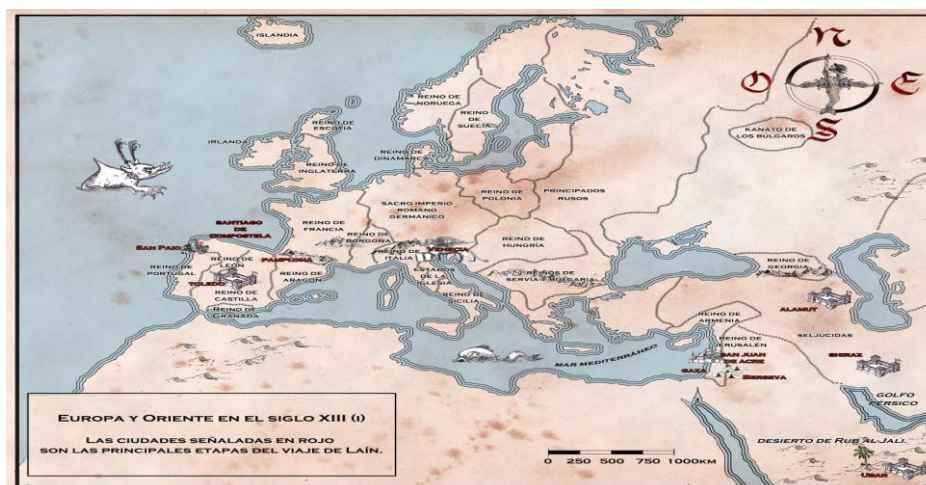 ISLANDIA
N
O
E
S
KANATO DE
LOS BÚLGAROS
REINO DE
NORUEGA
REINO
DE
SUECIA
REINO DE
ESCOTIA
IRLANDA
REINO DE
DINAMARCA
REINO DE
INGLATERRA
REINO DE
POLONIA
PRINCIPADOS
RUSOS
SACRO IMPERIO
ROMANO
GERMÁNICO
SANTIAGO
DE
COMPOSTELA
REINO DE
FRANCIA
REINO DE
BORGOÑA
REINO DE
HUNGRÍA
SAN PAIO
VENECIA
REINO DE
ITALIA
PAMPLONA
REINO DE
LEÓN
REINO DE
PORTUGAL
TOLEDO
REINO DE
ARAGÓN
REINO DE
CASTILLA
REINO
DE GRANADA
ESTADOS
DE LA
IGLESIA
REINOS DE
SERVIA Y BULGARIA
REINO DE
SICILIA
REINO DE
GEORGIA
ALAMUT
REINO DE
ARMENIA
SELJÚCIDAS
REINO DE
JERUSALÉN
SAN JUAN
DE ACRE
GAZA
BERSEVA
MAR MEDITERRÁNEO
SHIRAZ
GOLFO
PÉRSICO
DESIERTO DE RUB AL-JALI.
UBAR
EUROPA Y ORIENTE EN EL SIGLO XIII (I)
LAS CIUDADES SEÑALADAS EN ROJO
SON LAS PRINCIPALES ETAPAS DEL VIAJE DE LAÍN.
0 250 500 750 1000KM